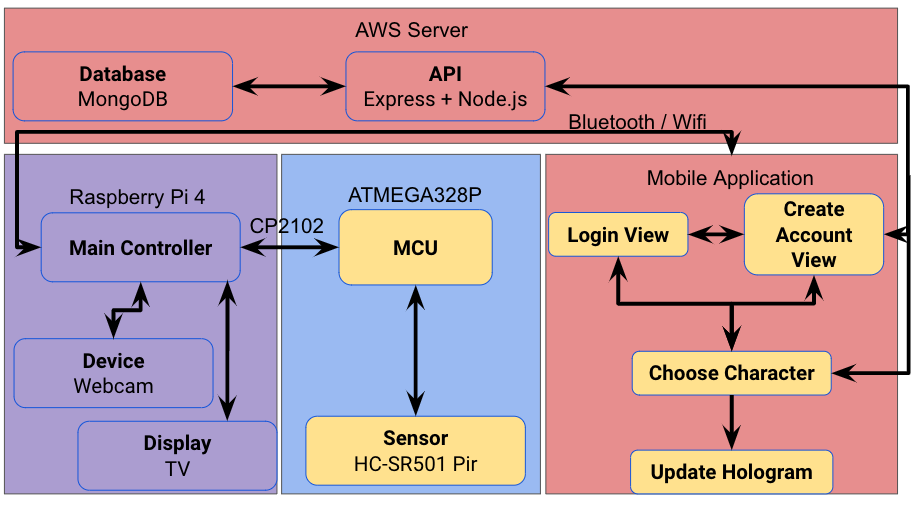 AWS Server
Database
MongoDB
API
Express + Node.js
Bluetooth / Wifi
Raspberry Pi 4
Main Controller
Device
Webcam
Display
TV
CP2102
ATMEGA328P
MCU
Sensor
HC-SR501 Pir
Mobile Application
Login View
Create
Account
View
Choose Character
Update Hologram